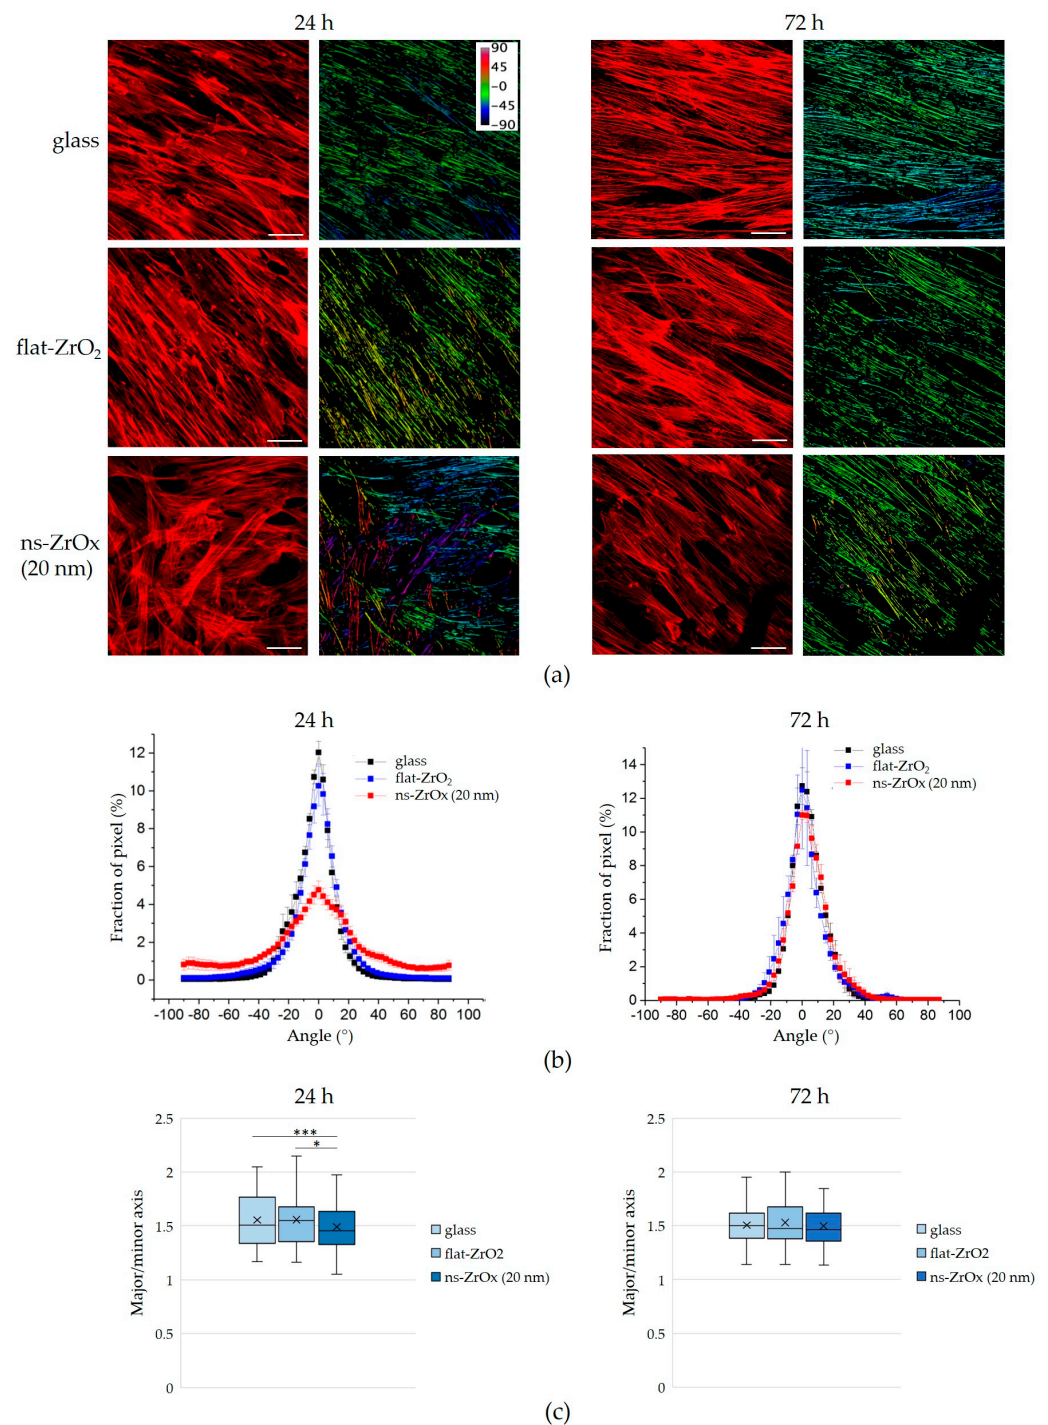 24 h
72 h
glass
90
45
−0
−45
−90
flat-ZrO2
ns-ZrOx
(20 nm)
(a)
24 h
Fraction of pixel (%)
12
10
8
6
4
2
0
-100 -80 -60 -40 -20 0 20 40 60 80 100
Angle (°)
glass
flat-ZrO2
ns-ZrOx (20 nm)
72 h
Fraction of pixel (%)
14
12
10
8
6
4
2
0
-100 -80 -60 -40 -20 0 20 40 60 80 100
Angle (°)
glass
flat-ZrO2
ns-ZrOx (20 nm)
(b)
24 h
Major/minor axis
2.5
2
1.5
1
0.5
0
***
*
glass
flat-ZrO2
ns-ZrOx (20 nm)
72 h
Major/minor axis
2.5
2
1.5
1
0.5
0
glass
flat-ZrO2
ns-ZrOx (20 nm)
(c)